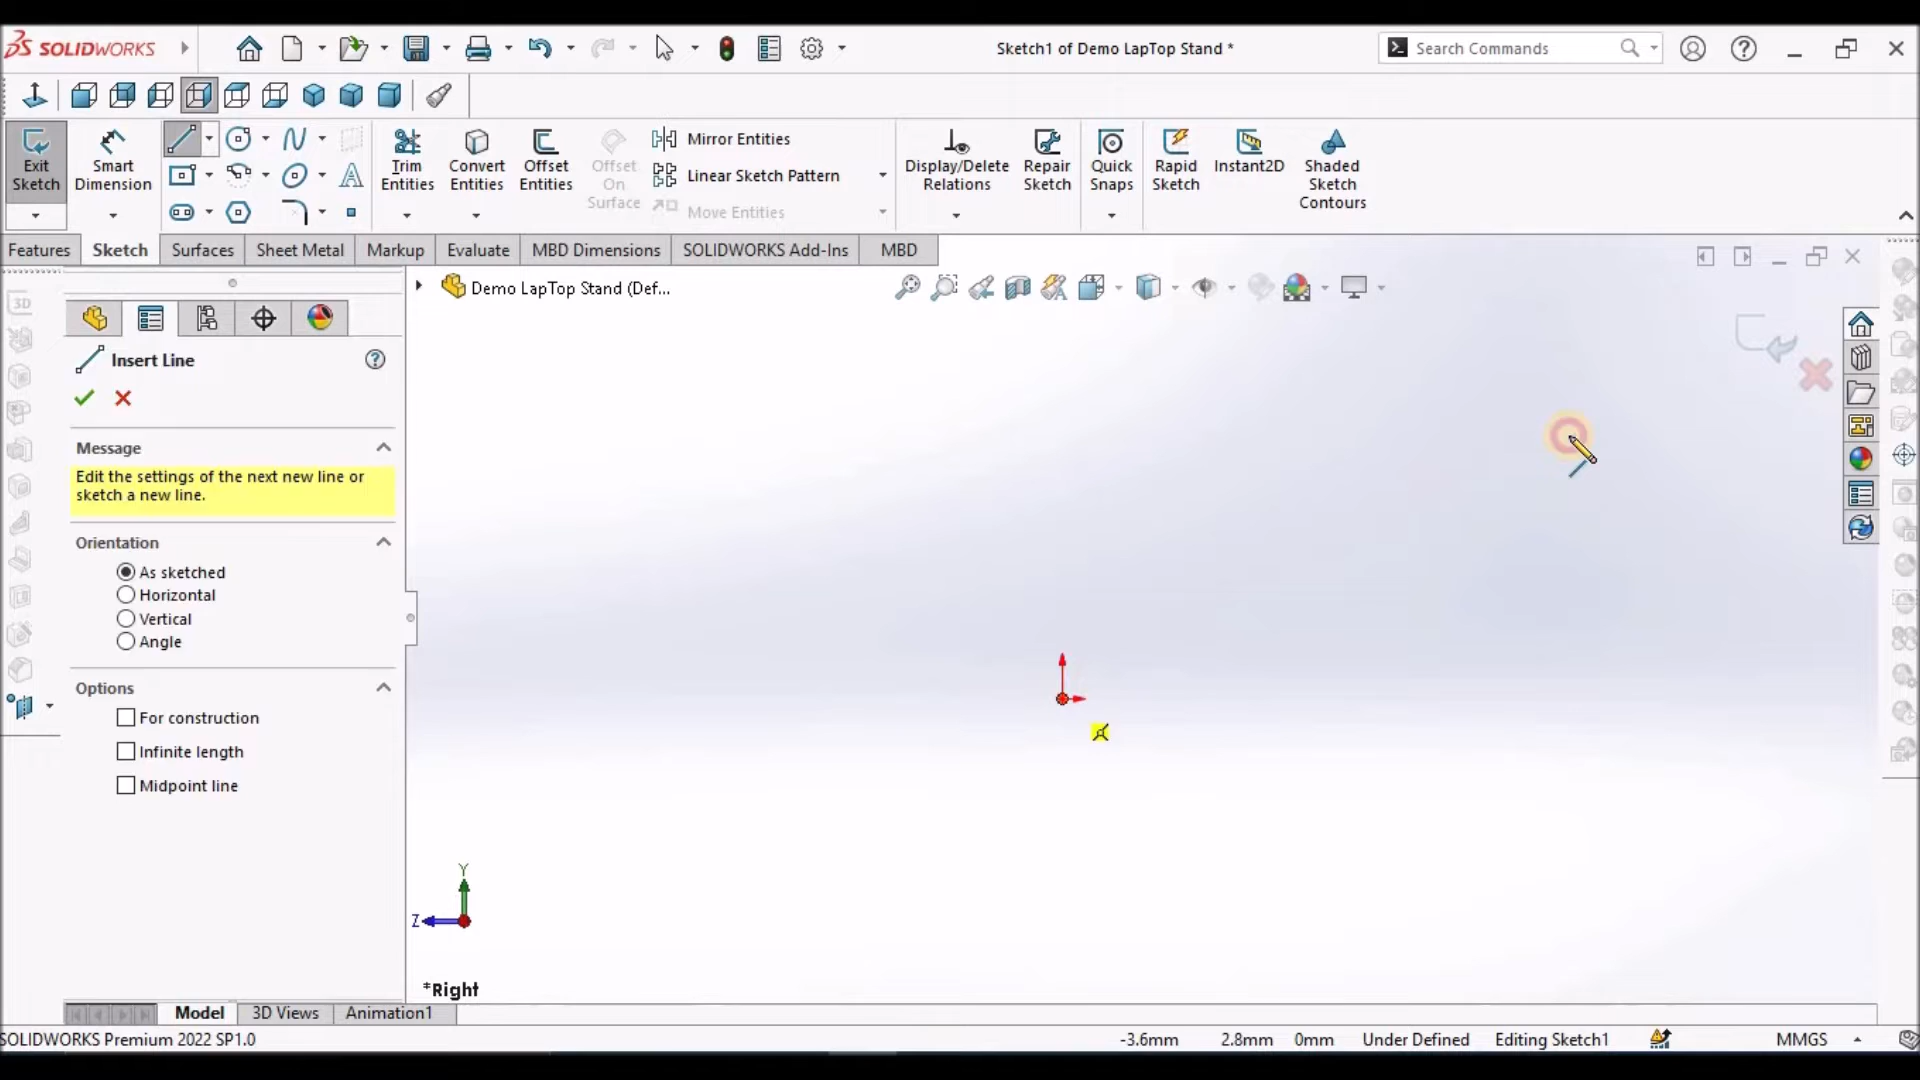 SOLIDWORKS
Sketch1 of Demo LapTop Stand *
Search Commands
Exit Sketch
Smart Dimension
Trim Entities
Convert Entities
Offset Entities
Offset On Surface
Mirror Entities
Linear Sketch Pattern
Move Entities
Display/Delete Relations
Repair Sketch
Quick Snaps
Rapid Sketch
Instant2D
Shaded Sketch Contours
Features
Sketch
Surfaces
Sheet Metal
Markup
Evaluate
MBD Dimensions
SOLIDWORKS Add-Ins
MBD
3D
Demo LapTop Stand (Def...
Insert Line
Message
Edit the settings of the next new line or
sketch a new line.
Orientation
As sketched
Horizontal
Vertical
Angle
Options
For construction
Infinite length
Midpoint line
Y
Z
*Right
Model
3D Views
Animation1
SOLIDWORKS Premium 2022 SP1.0
-3.6mm
2.8mm
0mm
Under Defined
Editing Sketch1
MMGS